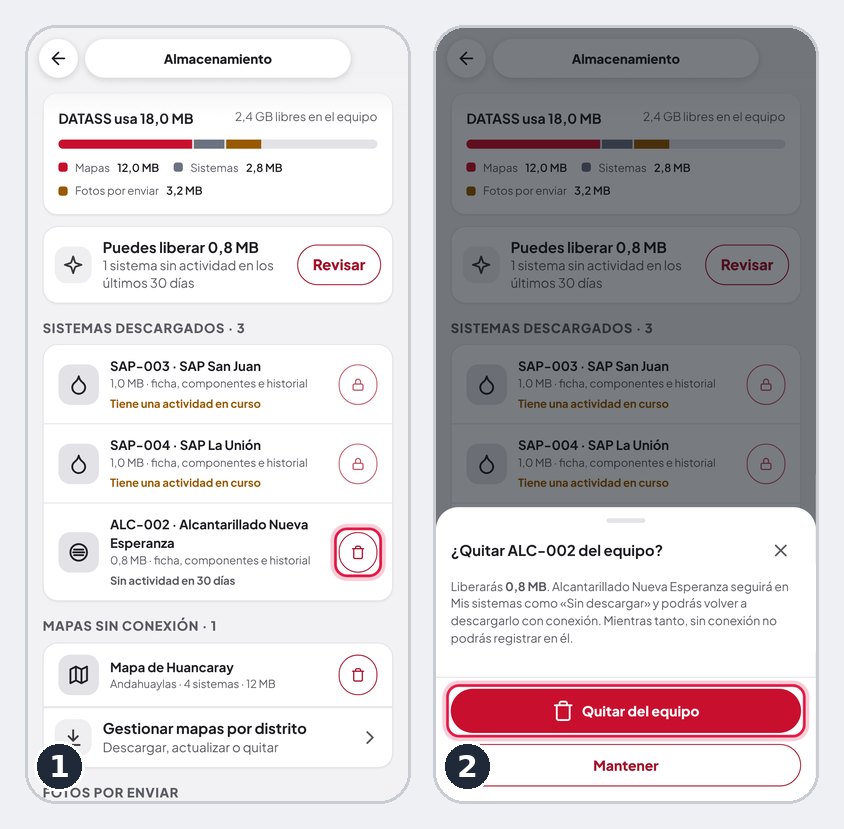 Almacenamiento
DATASS usa 18,0 MB
2,4 GB libres en el equipo
Mapas 12,0 MB Sistemas 2,8 MB
Fotos por enviar 3,2 MB
Puedes liberar 0,8 MB
1 sistema sin actividad en los
últimos 30 días
Revisar
SISTEMAS DESCARGADOS · 3
SAP-003 · SAP San Juan
1,0 MB · ficha, componentes e historial
Tiene una actividad en curso
SAP-004 · SAP La Unión
1,0 MB · ficha, componentes e historial
Tiene una actividad en curso
ALC-002 · Alcantarillado Nueva
Esperanza
0,8 MB · ficha, componentes e historial
Sin actividad en 30 días
MAPAS SIN CONEXIÓN · 1
Mapa de Huancaray
Andahuaylas · 4 sistemas · 12 MB
Gestionar mapas por distrito
Descargar, actualizar o quitar
1
FOTOS POR ENVIAR
Almacenamiento
DATASS usa 18,0 MB
2,4 GB libres en el equipo
Mapas 12,0 MB Sistemas 2,8 MB
Fotos por enviar 3,2 MB
Puedes liberar 0,8 MB
1 sistema sin actividad en los
últimos 30 días
Revisar
SISTEMAS DESCARGADOS · 3
SAP-003 · SAP San Juan
1,0 MB · ficha, componentes e historial
Tiene una actividad en curso
SAP-004 · SAP La Unión
1,0 MB · ficha, componentes e historial
Tiene una actividad en curso
¿Quitar ALC-002 del equipo?
Liberarás 0,8 MB. Alcantarillado Nueva Esperanza seguirá en
Mis sistemas como «Sin descargar» y podrás volver a
descargarlo con conexión. Mientras tanto, sin conexión no
podrás registrar en él.
Quitar del equipo
2
Mantener